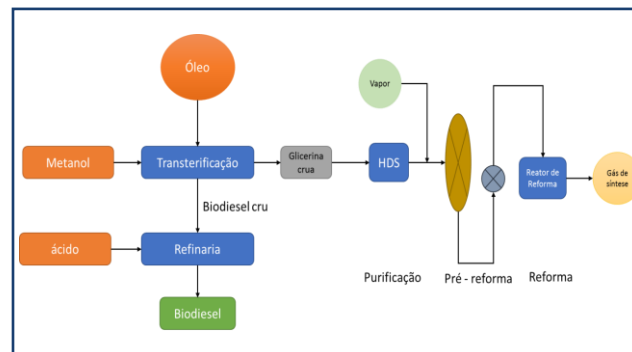 Óleo
Vapor
Metanol
Transterificação
Glicerina
crua
HDS
Reator de
Reforma
Gás de
síntese
Biodiesel cru
ácido
Refinaria
Purificação
Pré - reforma
Reforma
Biodiesel